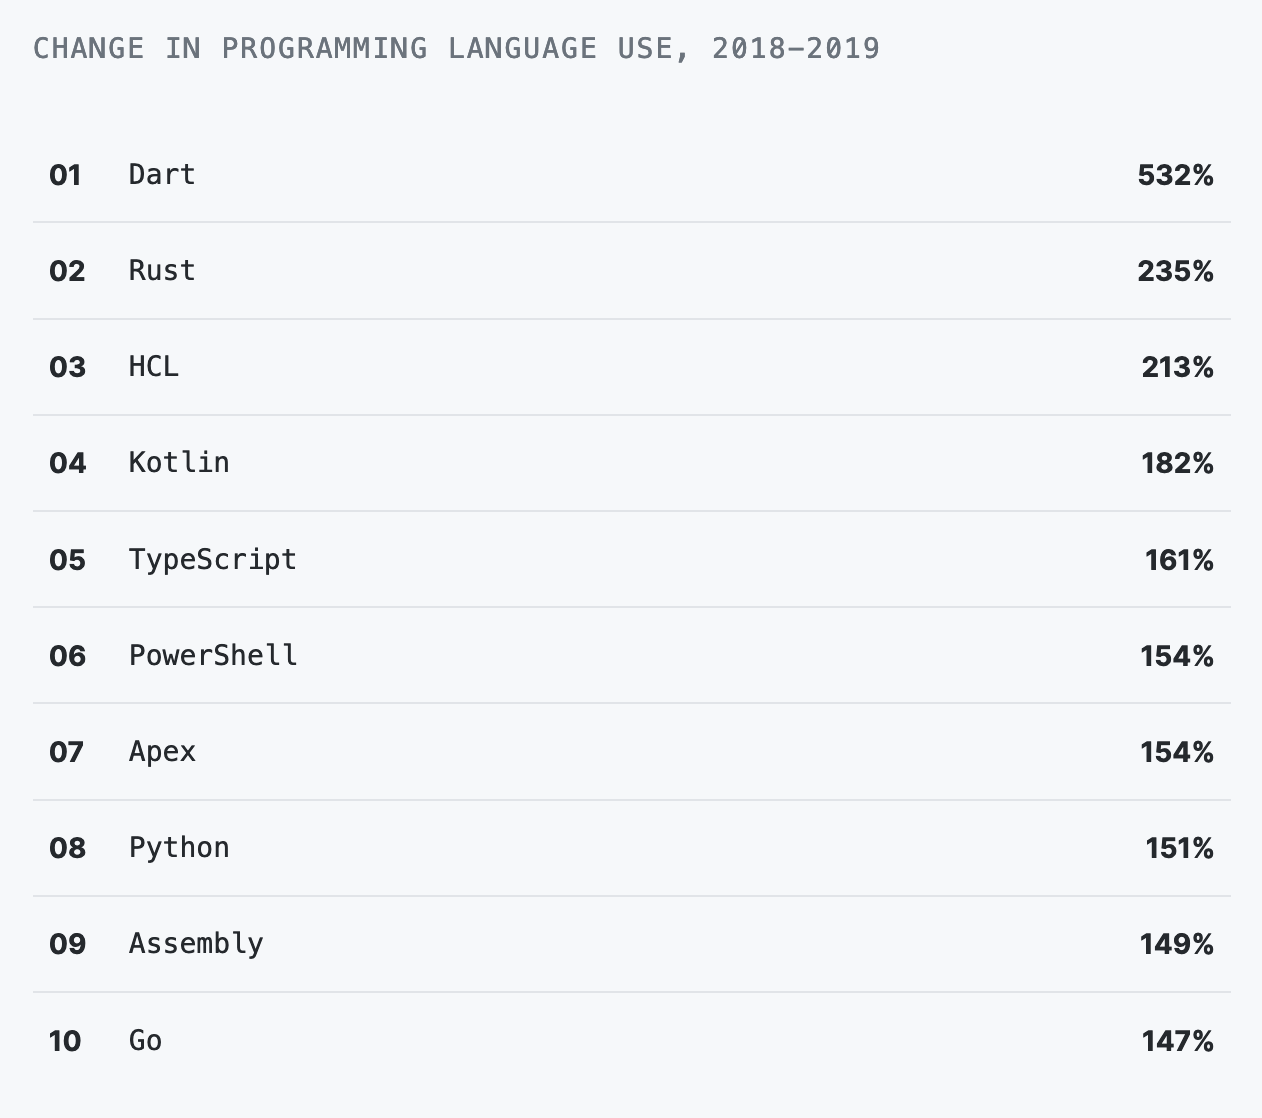 CHANGE IN PROGRAMMING LANGUAGE USE, 2018–2019
01 Dart 532%
02 Rust 235%
03 HCL 213%
04 Kotlin 182%
05 TypeScript 161%
06 PowerShell 154%
07 Apex 154%
08 Python 151%
09 Assembly 149%
10 Go 147%